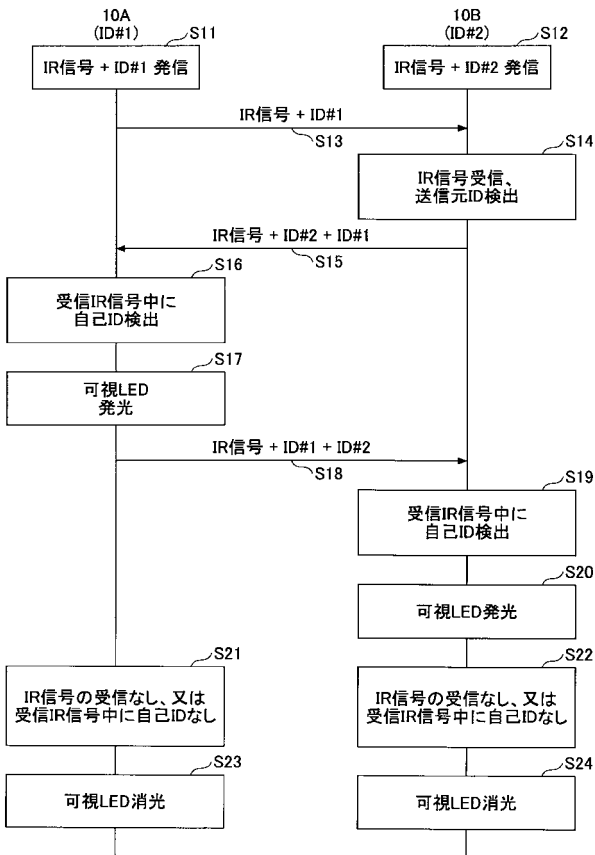 10A
(ID#1)
10B
(ID#2)
S11
IR信号 + ID#1 発信
S12
IR信号 + ID#2 発信
IR信号 + ID#1
S13
S14
IR信号受信、
送信元ID検出
IR信号 + ID#2 + ID#1
S15
S16
受信IR信号中に
自己ID検出
S17
可視LED
発光
IR信号 + ID#1 + ID#2
S18
S19
受信IR信号中に
自己ID検出
S20
可視LED発光
S21
IR信号の受信なし、又は
受信IR信号中に自己IDなし
S22
IR信号の受信なし、又は
受信IR信号中に自己IDなし
S23
可視LED消光
S24
可視LED消光